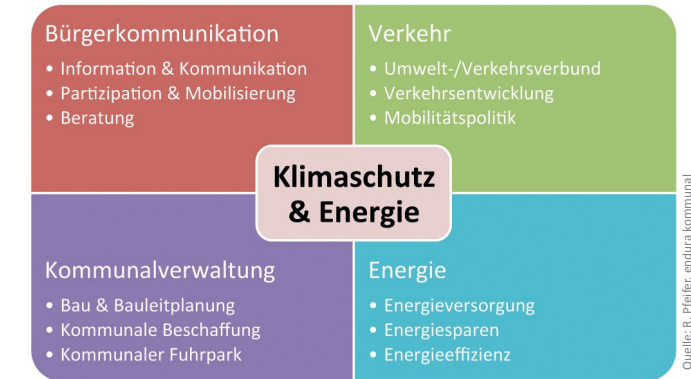 Bürgerkommunikation
• Information & Kommunikation
• Partizipation & Mobilisierung
• Beratung
Verkehr
• Umwelt-/Verkehrsverbund
• Verkehrsentwicklung
• Mobilitätspolitik
Klimaschutz
& Energie
Kommunalverwaltung
• Bau & Bauleitplanung
• Kommunale Beschaffung
• Kommunaler Fuhrpark
Energie
• Energieversorgung
• Energiesparen
• Energieeffizienz
Quelle: R. Pfeifer, endura kommunal